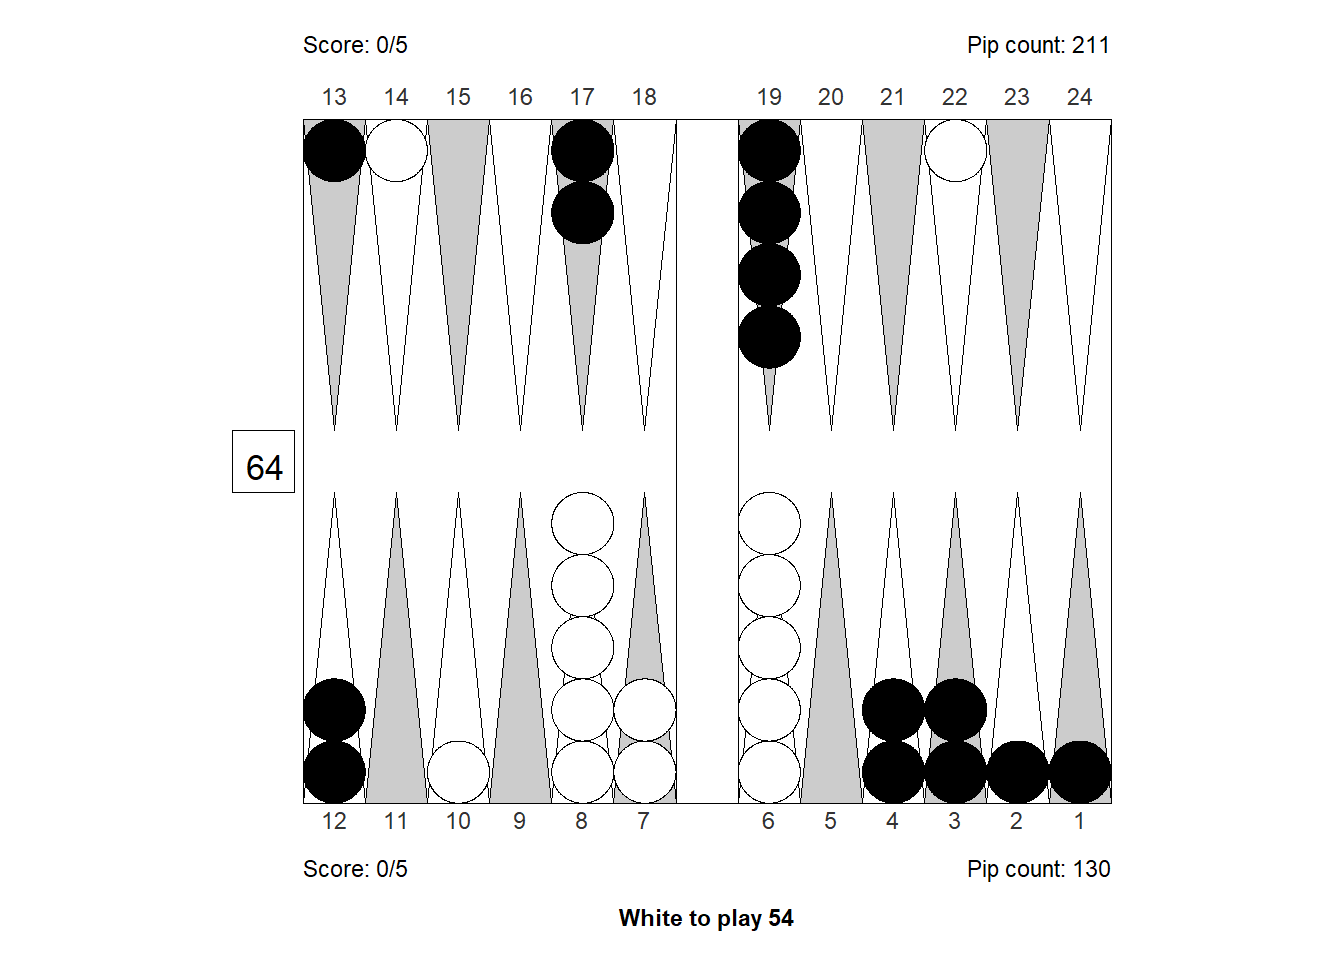 Score: 0/5 Pip count: 211
13 14 15 16 17 18 19 20 21 22 23 24
64
12 11 10 9 8 7 6 5 4 3 2 1
Score: 0/5 Pip count: 130
White to play 54